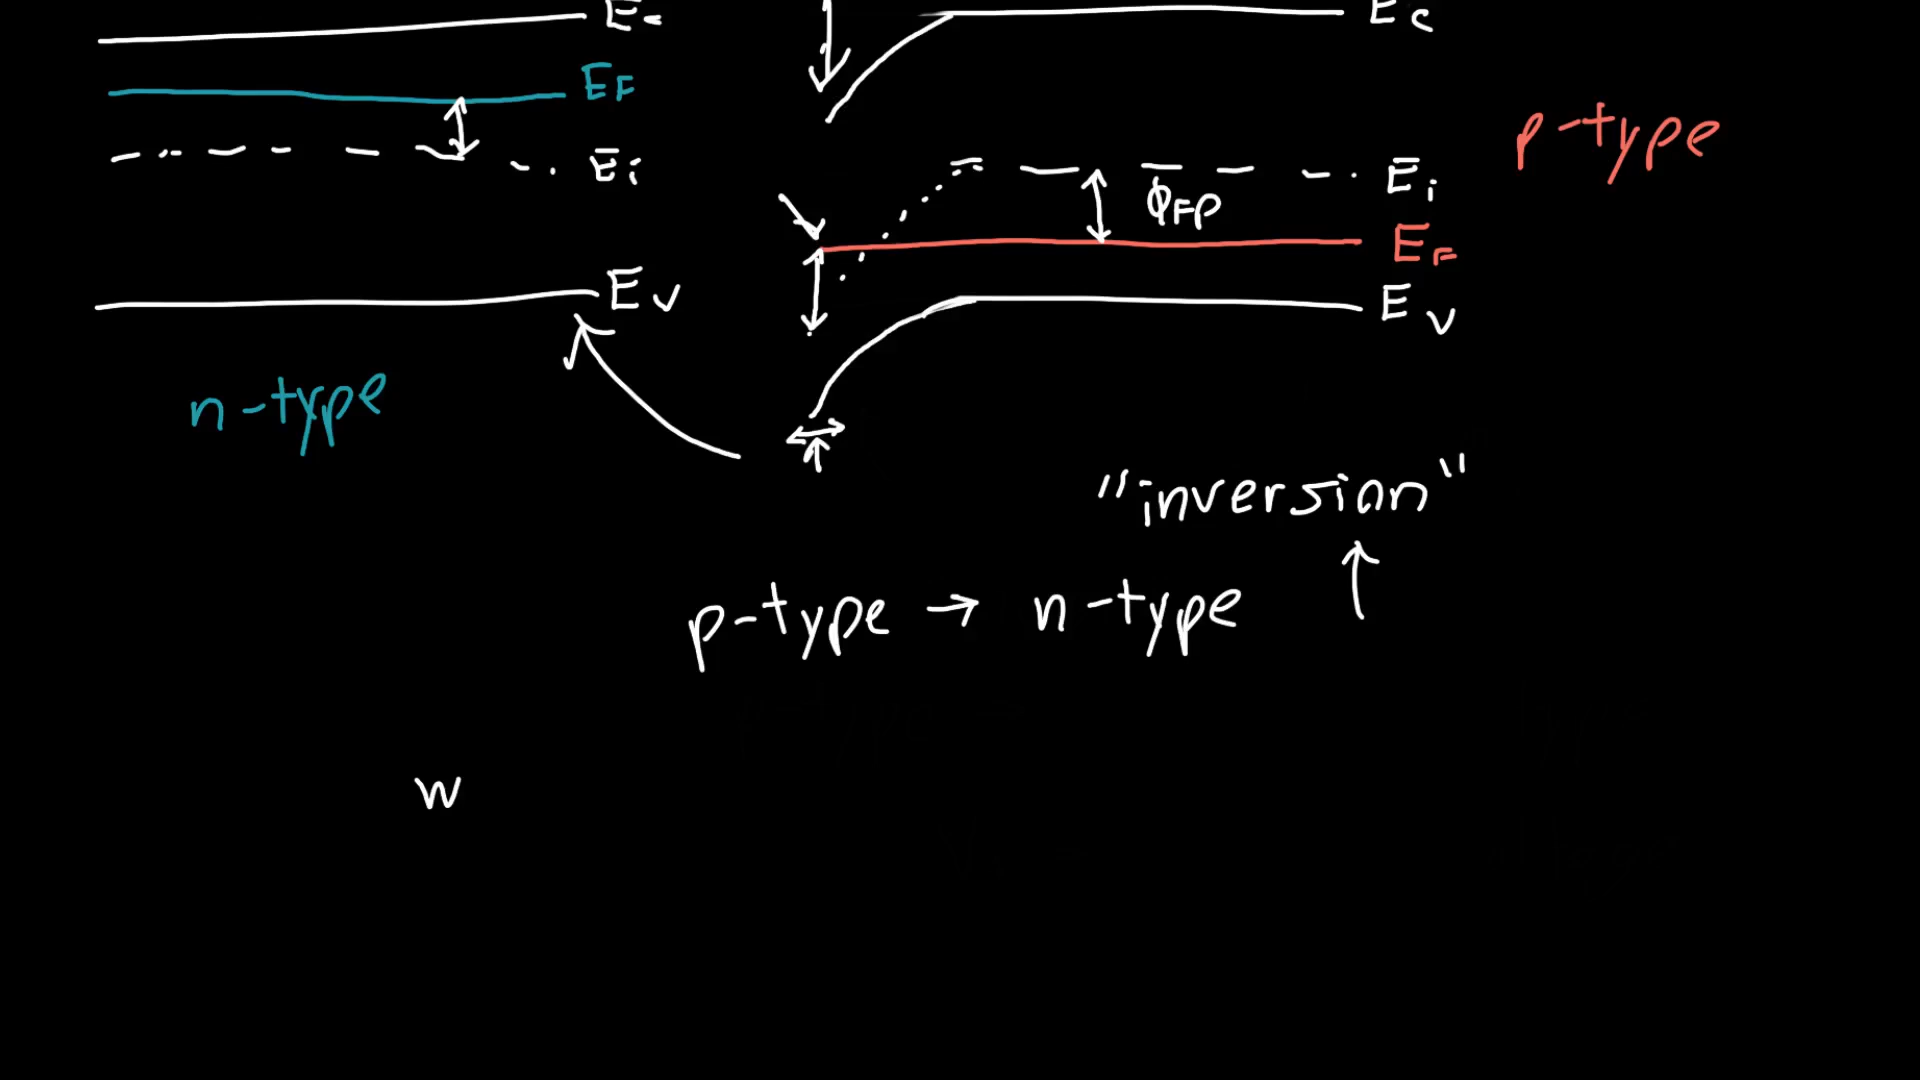 Ec
EF
Ei
Ev
n-type
Ec
p-type
Ei
ΦFp
EF
Ev
"inversion"
p-type → n-type
w